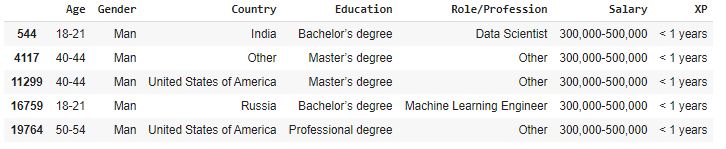 Age Gender Country Education Role/Profession Salary XP
544 18-21 Man India Bachelor’s degree Data Scientist 300,000-500,000 < 1 years
4117 40-44 Man Other Master’s degree Other 300,000-500,000 < 1 years
11299 40-44 Man United States of America Master’s degree Other 300,000-500,000 < 1 years
16759 18-21 Man Russia Bachelor’s degree Machine Learning Engineer 300,000-500,000 < 1 years
19764 50-54 Man United States of America Professional degree Other 300,000-500,000 < 1 years